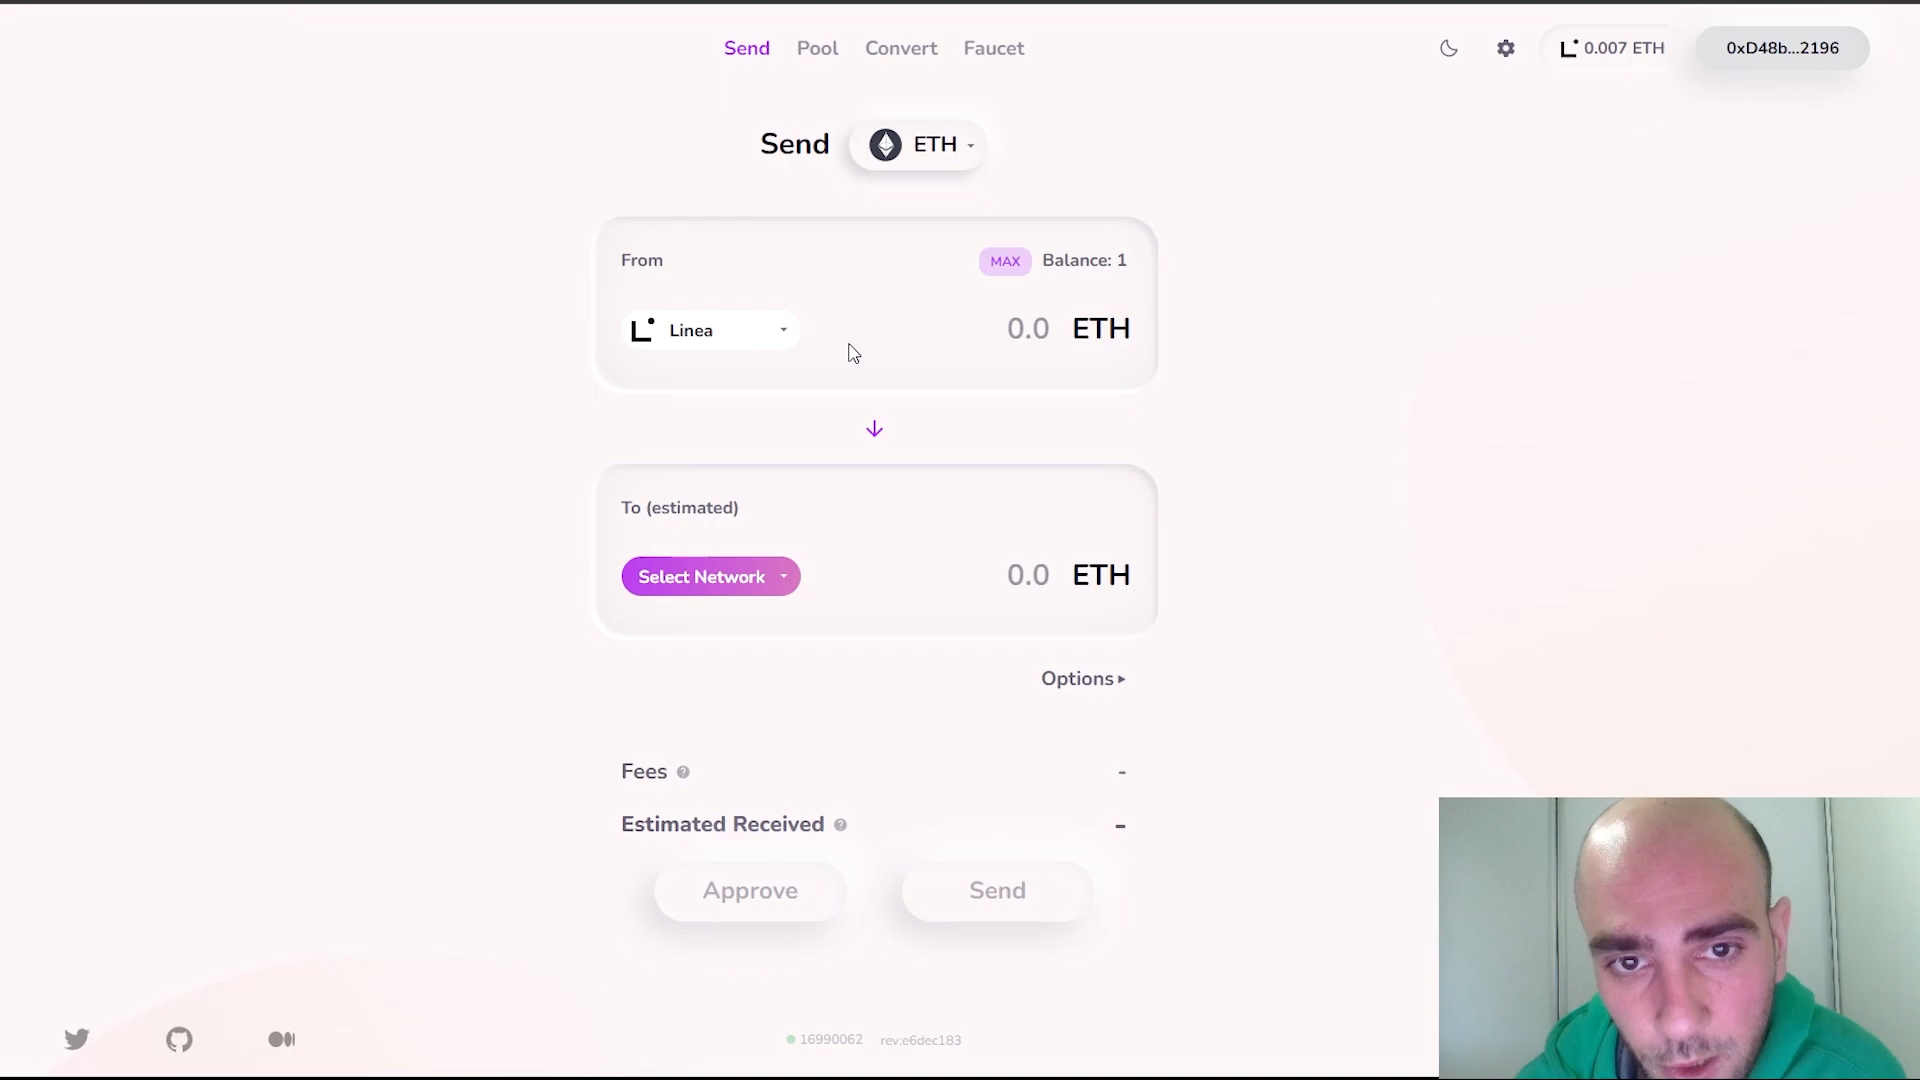 Send Pool Convert Faucet
0.007 ETH
0xD48b...2196
Send ETH
From
MAX Balance: 1
Linea
0.0 ETH
To (estimated)
Select Network
0.0 ETH
Options
Fees
-
Estimated Received
-
Approve
Send
16990062 rev:e6dec183